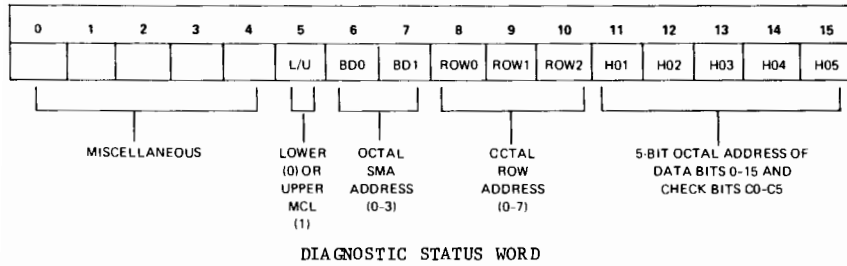 0 1 2 3 4 5 6 7 8 9 10 11 12 13 14 15
L/U BD0 BD1 ROW0 ROW1 ROW2 H01 H02 H03 H04 H05
MISCELLANEOUS
LOWER
(0) OR
UPPER
MCL
(1)
OCTAL
SMA
ADDRESS
(0-3)
CCTAL
ROW
ADDRESS
(0-7)
5-BIT OCTAL ADDRESS OF
DATA BITS 0-15 AND
CHECK BITS C0-C5
DIAGNOSTIC STATUS WORD